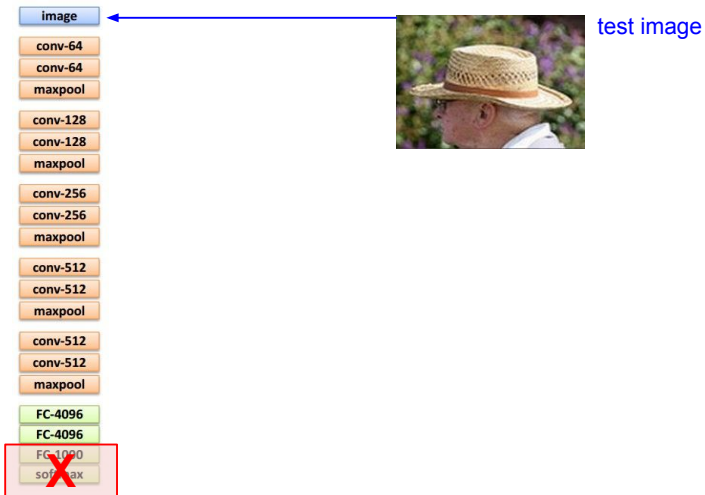 image
test image
conv-64
conv-64
maxpool
conv-128
conv-128
maxpool
conv-256
conv-256
maxpool
conv-512
conv-512
maxpool
conv-512
conv-512
maxpool
FC-4096
FC-4096
FC-1000
softmax
X